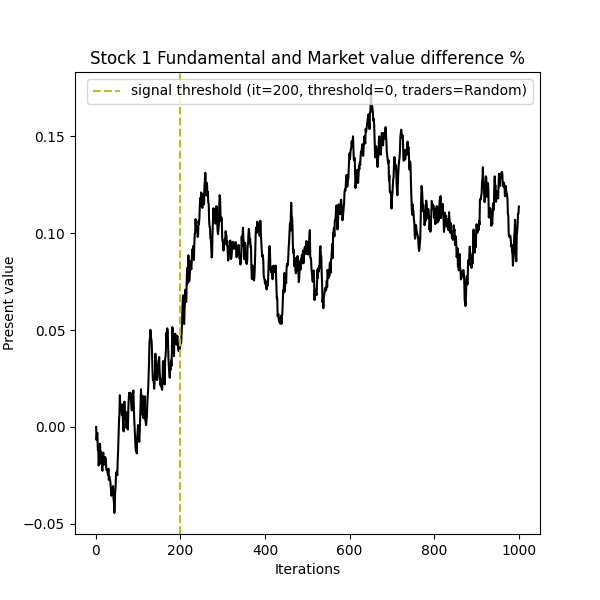 Stock 1 Fundamental and Market value difference %
signal threshold (it=200, threshold=0, traders=Random)
0.15
0.10
0.05
0.00
−0.05
Present value
0
200
400
600
800
1000
Iterations